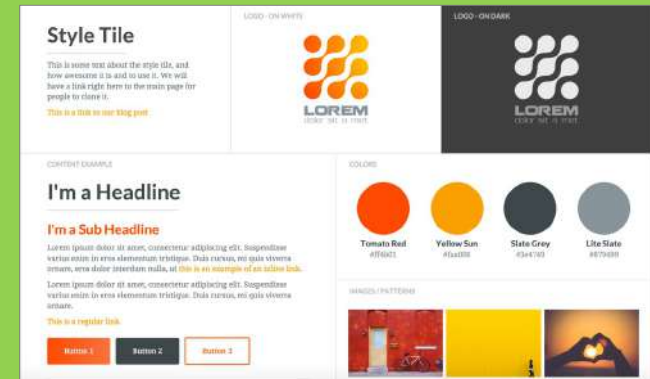 Style Tile
This is some text about the style tile, and
how awesome it is and to use it. We will
have a link right here to the main page for
people to clone it.
This is a link to our blog post
LOGO - ON WHITE
LOREM
dolor sit a met
LOGO - ON DARK
LOREM
dolor sit a met
CONTENT EXAMPLE
I'm a Headline
I'm a Sub Headline
Lorem ipsum dolor sit amet, consectetur adipiscing elit. Suspendisse
varius enim in eros elementum tristique. Duis cursus, mi quis viverra
ornare, eros dolor interdum nulla, ut this is an example of an inline link.
Lorem ipsum dolor sit amet, consectetur adipiscing elit. Suspendisse
varius enim in eros elementum tristique. Duis cursus, mi quis viverra
ornare.
This is a regular link
Button 1
Button 2
Button 3
COLORS
Tomato Red
Yellow Sun
Slate Grey
Lite Slate
IMAGES / PATTERNS